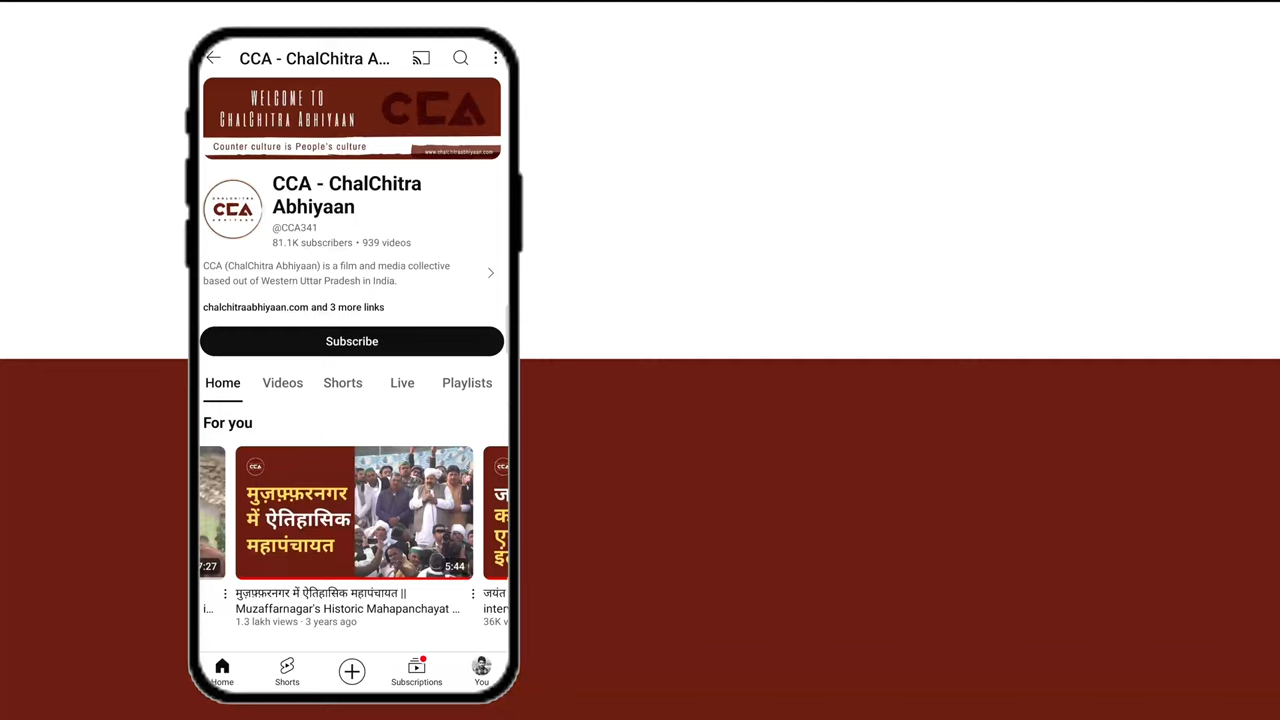 CCA - ChalChitra A...
WELCOME TO
CHALCHITRA ABHIYAAN
CCA
Counter culture is People's culture
www.chalchitraabhiyaan.com
CHALCHITRA
CCA
ABHIYAAN
CCA - ChalChitra
Abhiyaan
@CCA341
81.1K subscribers • 939 videos
CCA (ChalChitra Abhiyaan) is a film and media collective
based out of Western Uttar Pradesh in India.
chalchitraabhiyaan.com and 3 more links
Subscribe
Home Videos Shorts Live Playlists
For you
CCA
मुज़फ़्फ़रनगर
में ऐतिहासिक
महापंचायत
7:27
5:44
मुज़फ़्फ़रनगर में ऐतिहासिक महापंचायत ||
Muzaffarnagar's Historic Mahapanchayat ...
1.3 lakh views · 3 years ago
i...
जयंत
inter
36K v
Home Shorts Subscriptions You